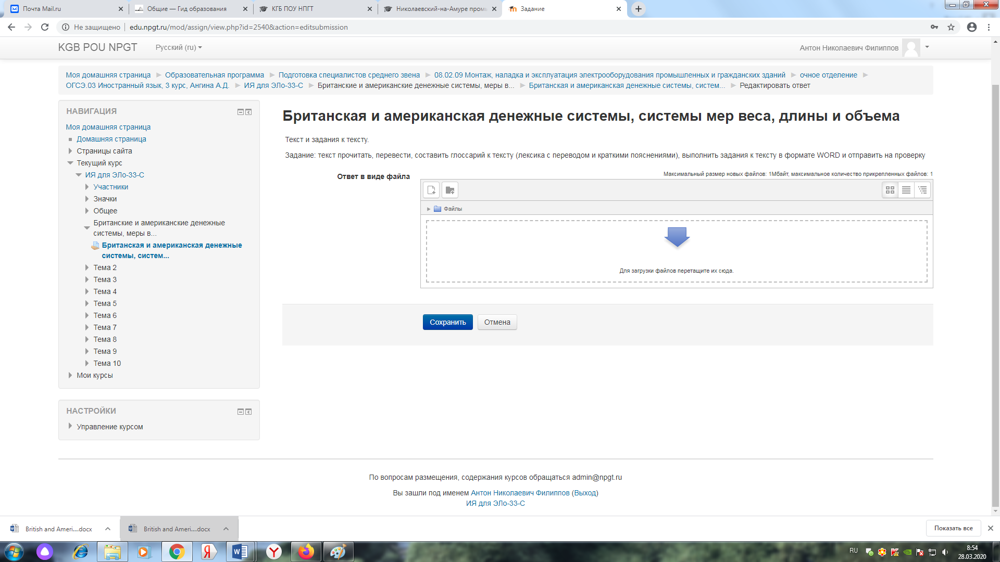 Почта Mail.ru
Общие — Гид образования
КГБ ПОУ НПГТ
Николаевский-на-Амуре пром
Задание
Не защищено
edu.npgt.ru/mod/assign/view.php?id=2540&action=editsubmission
KGB POU NPGT
Русский (ru)
Антон Николаевич Филиппов
Моя домашняя страница Образовательная программа Подготовка специалистов среднего звена 08.02.09 Монтаж, наладка и эксплуатация электрооборудования промышленных и гражданских зданий очное отделение
ОГСЭ.03 Иностранный язык, 3 курс, Ангина А.Д. ИЯ для ЭЛо-33-С Британские и американские денежные системы, меры в... Британская и американская денежные системы, систем... Редактировать ответ
НАВИГАЦИЯ
Моя домашняя страница
Домашняя страница
Страницы сайта
Текущий курс
ИЯ для ЭЛо-33-С
Участники
Значки
Общее
Британские и американские денежные
системы, меры в...
Британская и американская денежные
системы, систем...
Тема 2
Тема 3
Тема 4
Тема 5
Тема 6
Тема 7
Тема 8
Тема 9
Тема 10
Мои курсы
НАСТРОЙКИ
Управление курсом
Британская и американская денежные системы, системы мер веса, длины и объема
Текст и задания к тексту.
Задание: текст прочитать, перевести, составить глоссарий к тексту (лексика с переводом и краткими пояснениями), выполнить задания к тексту в формате WORD и отправить на проверку
Ответ в виде файла
Максимальный размер новых файлов: 1Мбайт, максимальное количество прикрепленных файлов: 1
Файлы
Для загрузки файлов перетащите их сюда.
Сохранить
Отмена
По вопросам размещения, содержания курсов обращаться admin@npgt.ru
Вы зашли под именем Антон Николаевич Филиппов (Выход)
ИЯ для ЭЛо-33-С
British and Ameri....docx
British and Ameri....docx
Показать все
RU
8:54
28.03.2020